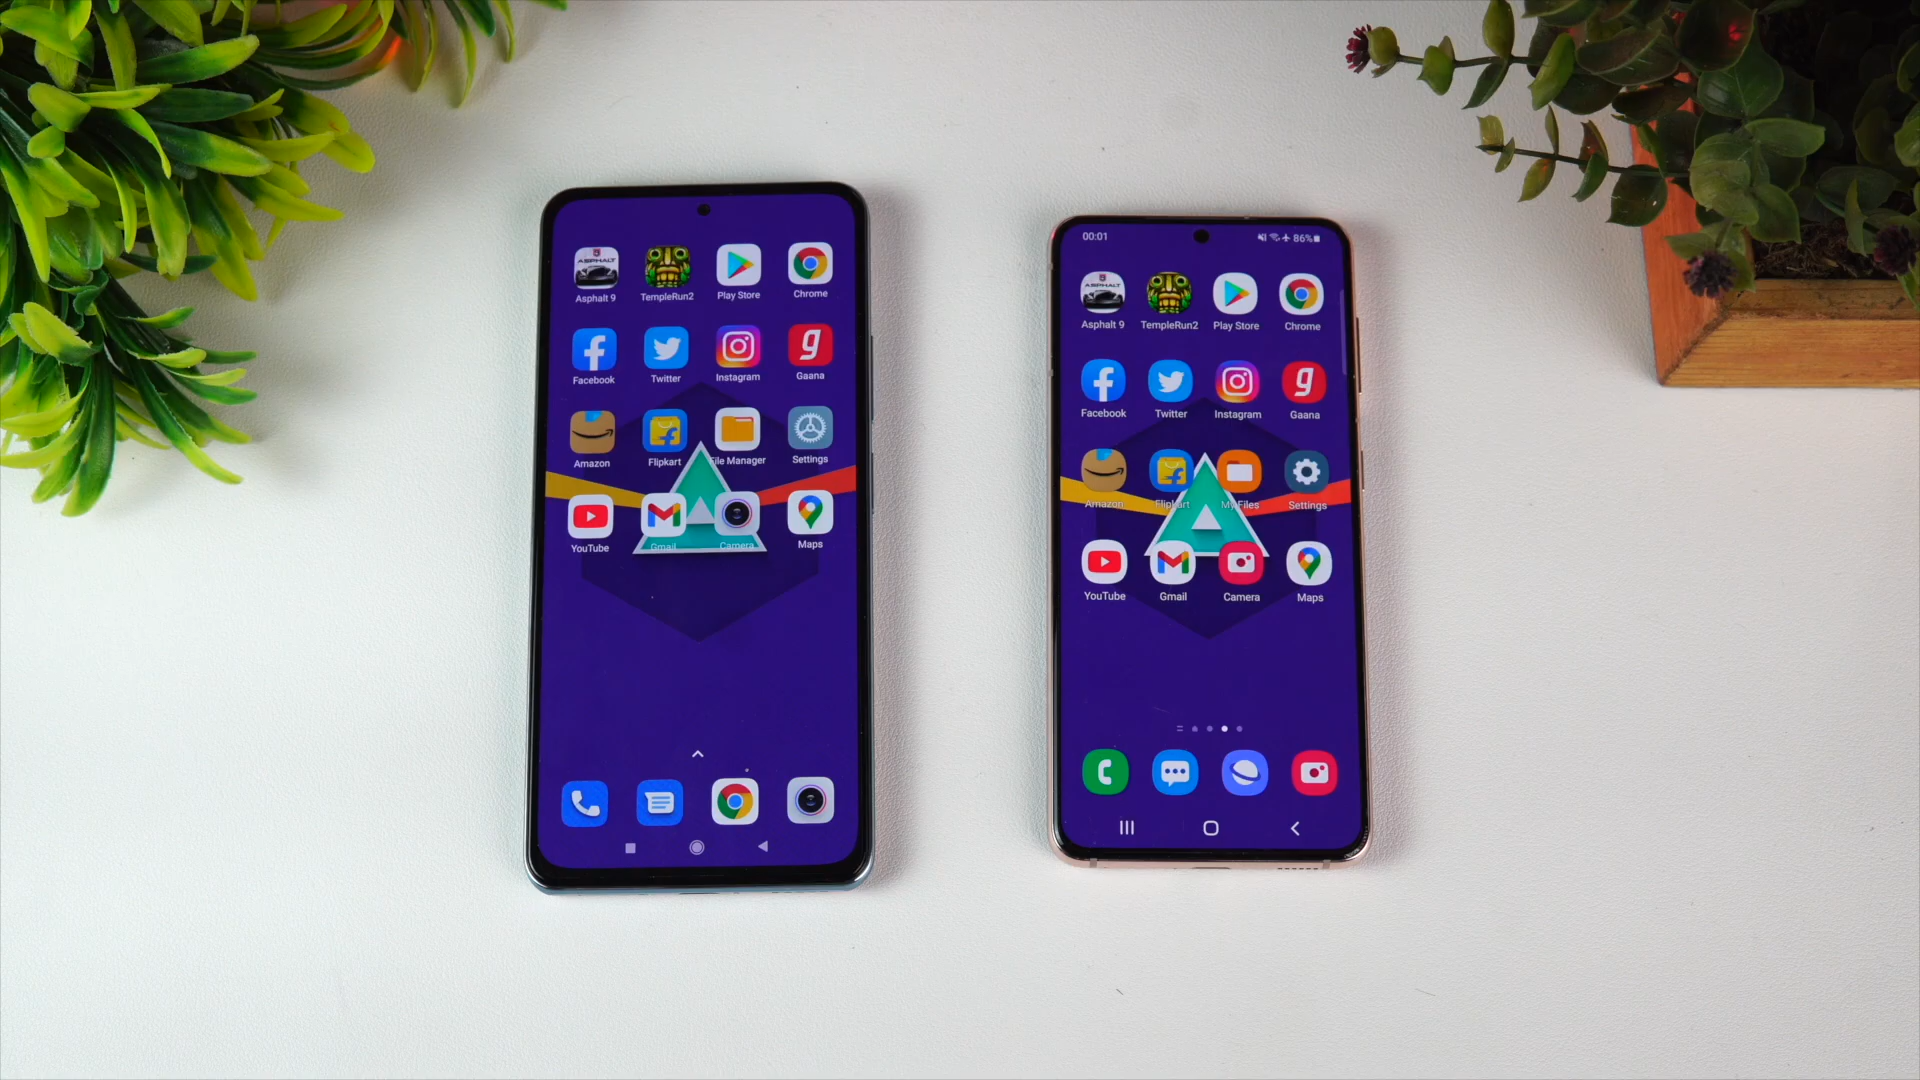 Asphalt 9 TempleRun2 Play Store Chrome
Facebook Twitter Instagram Gaana
Amazon Flipkart File Manager Settings
YouTube Gmail Camera Maps
00:01 86%
ASPHALT
Asphalt 9 TempleRun2 Play Store Chrome
Facebook Twitter Instagram Gaana
Amazon Flipkart My Files Settings
YouTube Gmail Camera Maps